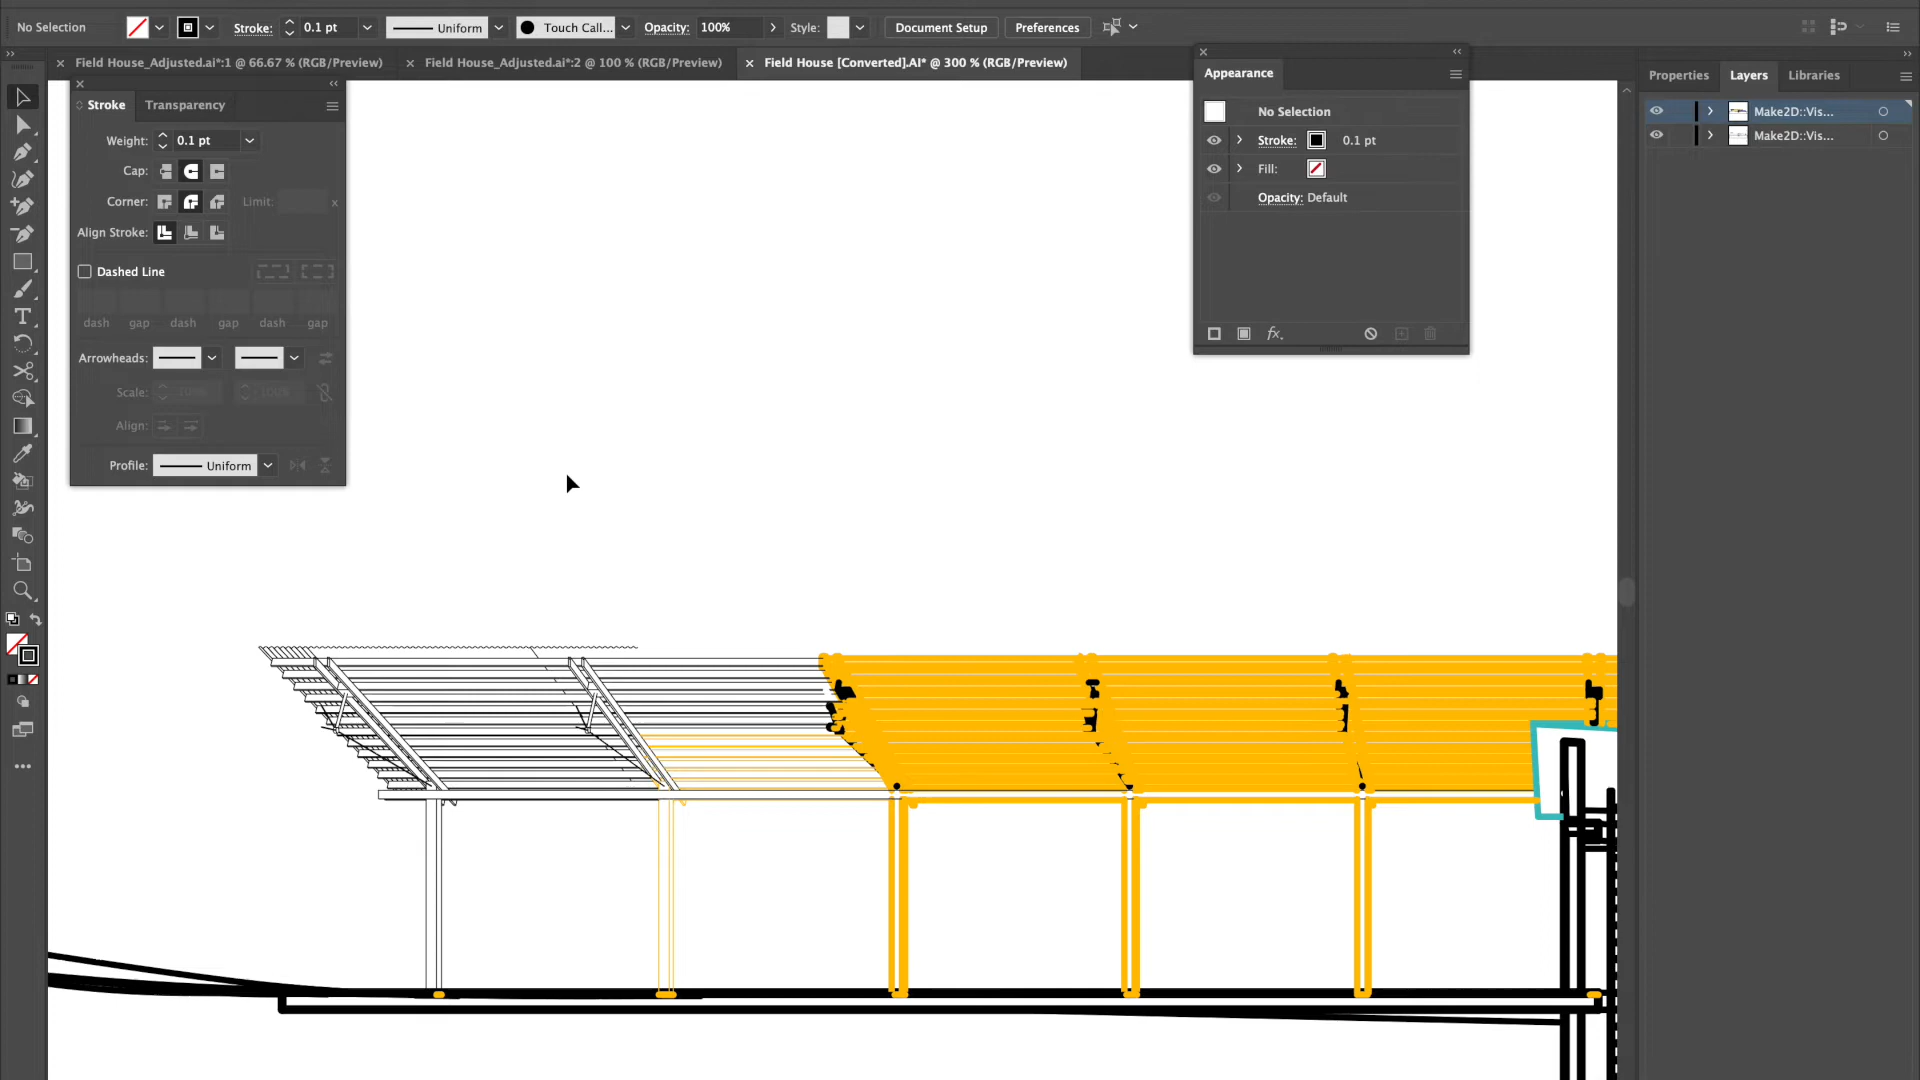 No Selection
Stroke:
0.1 pt
Uniform
Touch Call...
Opacity:
100%
Style:
Document Setup
Preferences
Field House_Adjusted.ai*:1 @ 66.67 % (RGB/Preview)
Field House_Adjusted.ai*:2 @ 100 % (RGB/Preview)
Field House [Converted].AI* @ 300 % (RGB/Preview)
Stroke
Transparency
Weight:
0.1 pt
Cap:
Corner:
Limit:
x
Align Stroke:
Dashed Line
dash
gap
dash
gap
dash
gap
Arrowheads:
Scale:
100%
100%
Align:
Profile:
Uniform
Appearance
No Selection
Stroke:
0.1 pt
Fill:
Opacity: Default
fx.
Properties
Layers
Libraries
Make2D::Vis...
Make2D::Vis...